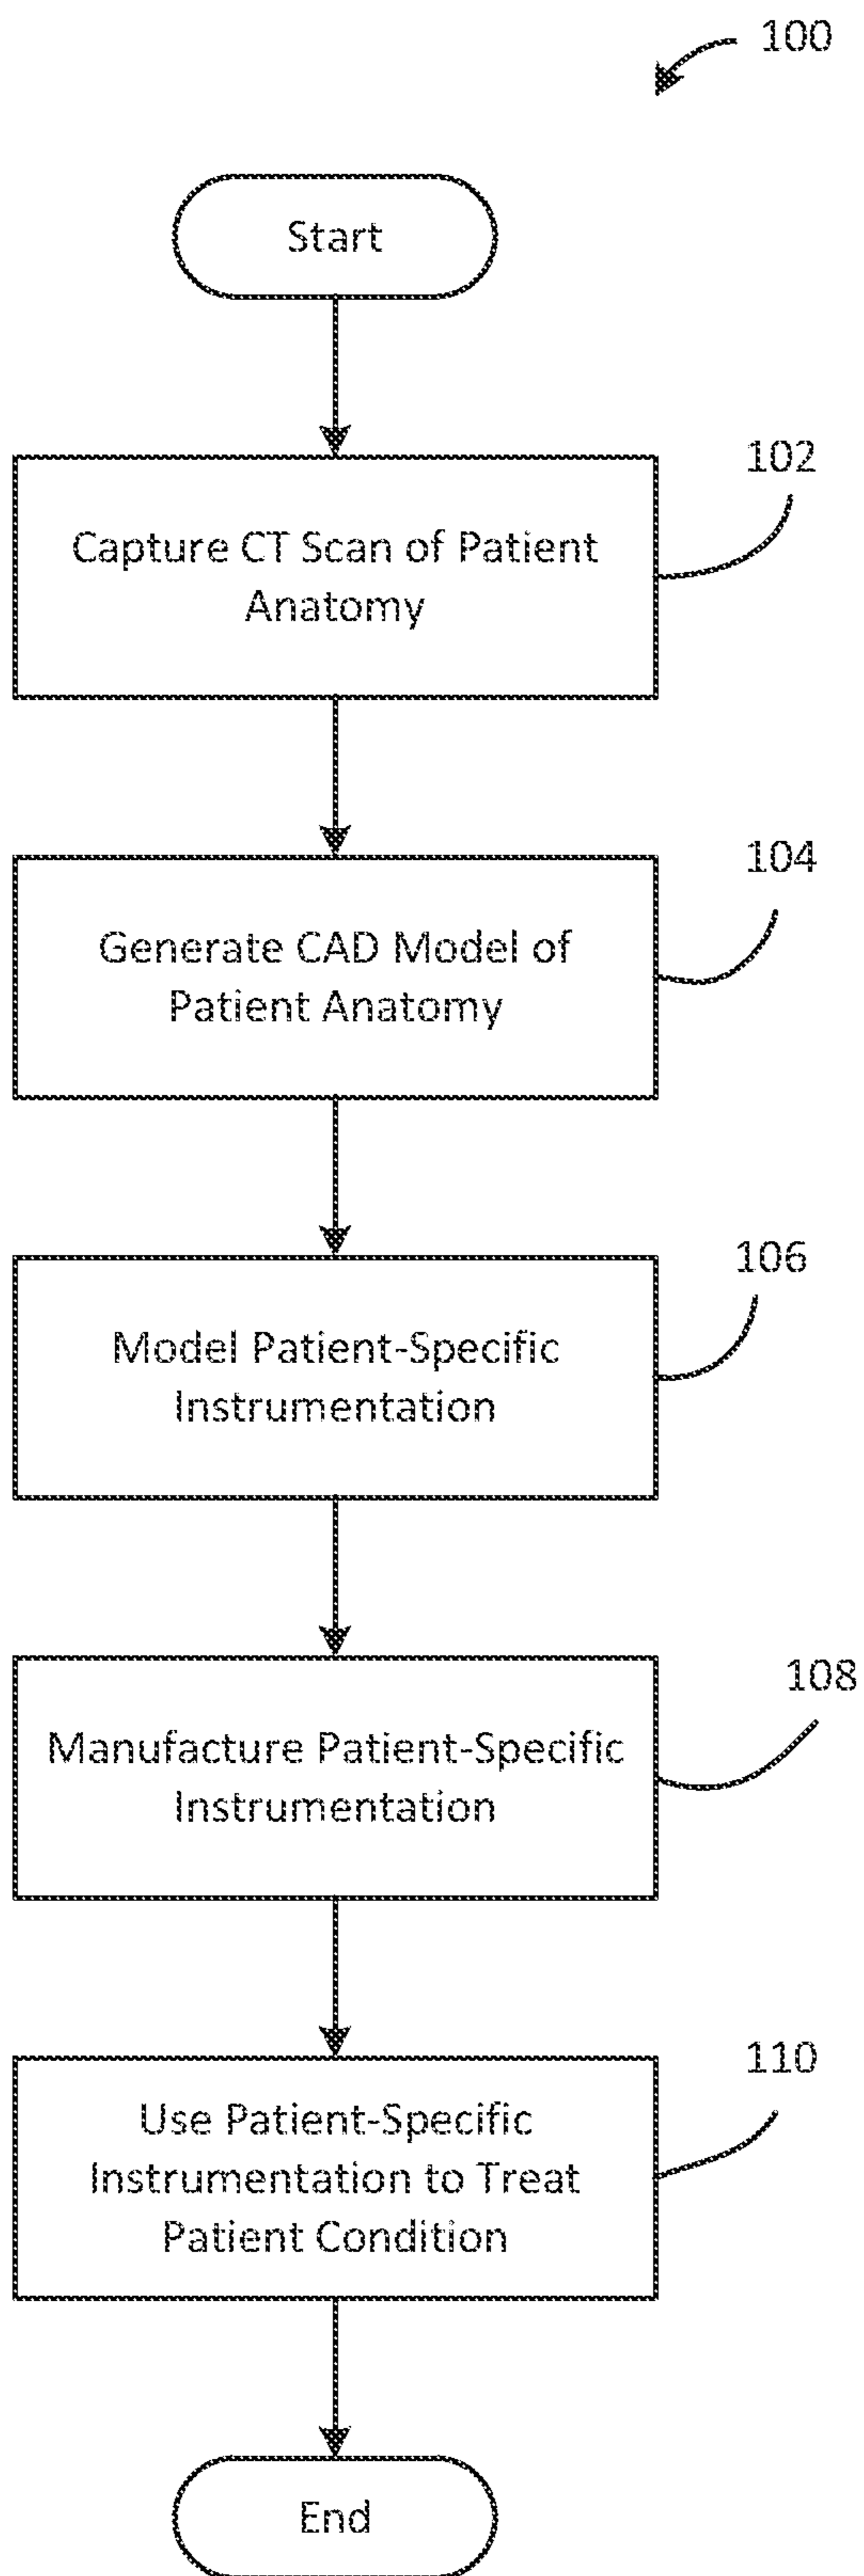 100
Start
102
Capture CT Scan of Patient
Anatomy
104
Generate CAD Model of
Patient Anatomy
106
Model Patient-Specific
Instrumentation
108
Manufacture Patient-Specific
Instrumentation
110
Use Patient-Specific
Instrumentation to Treat
Patient Condition
End